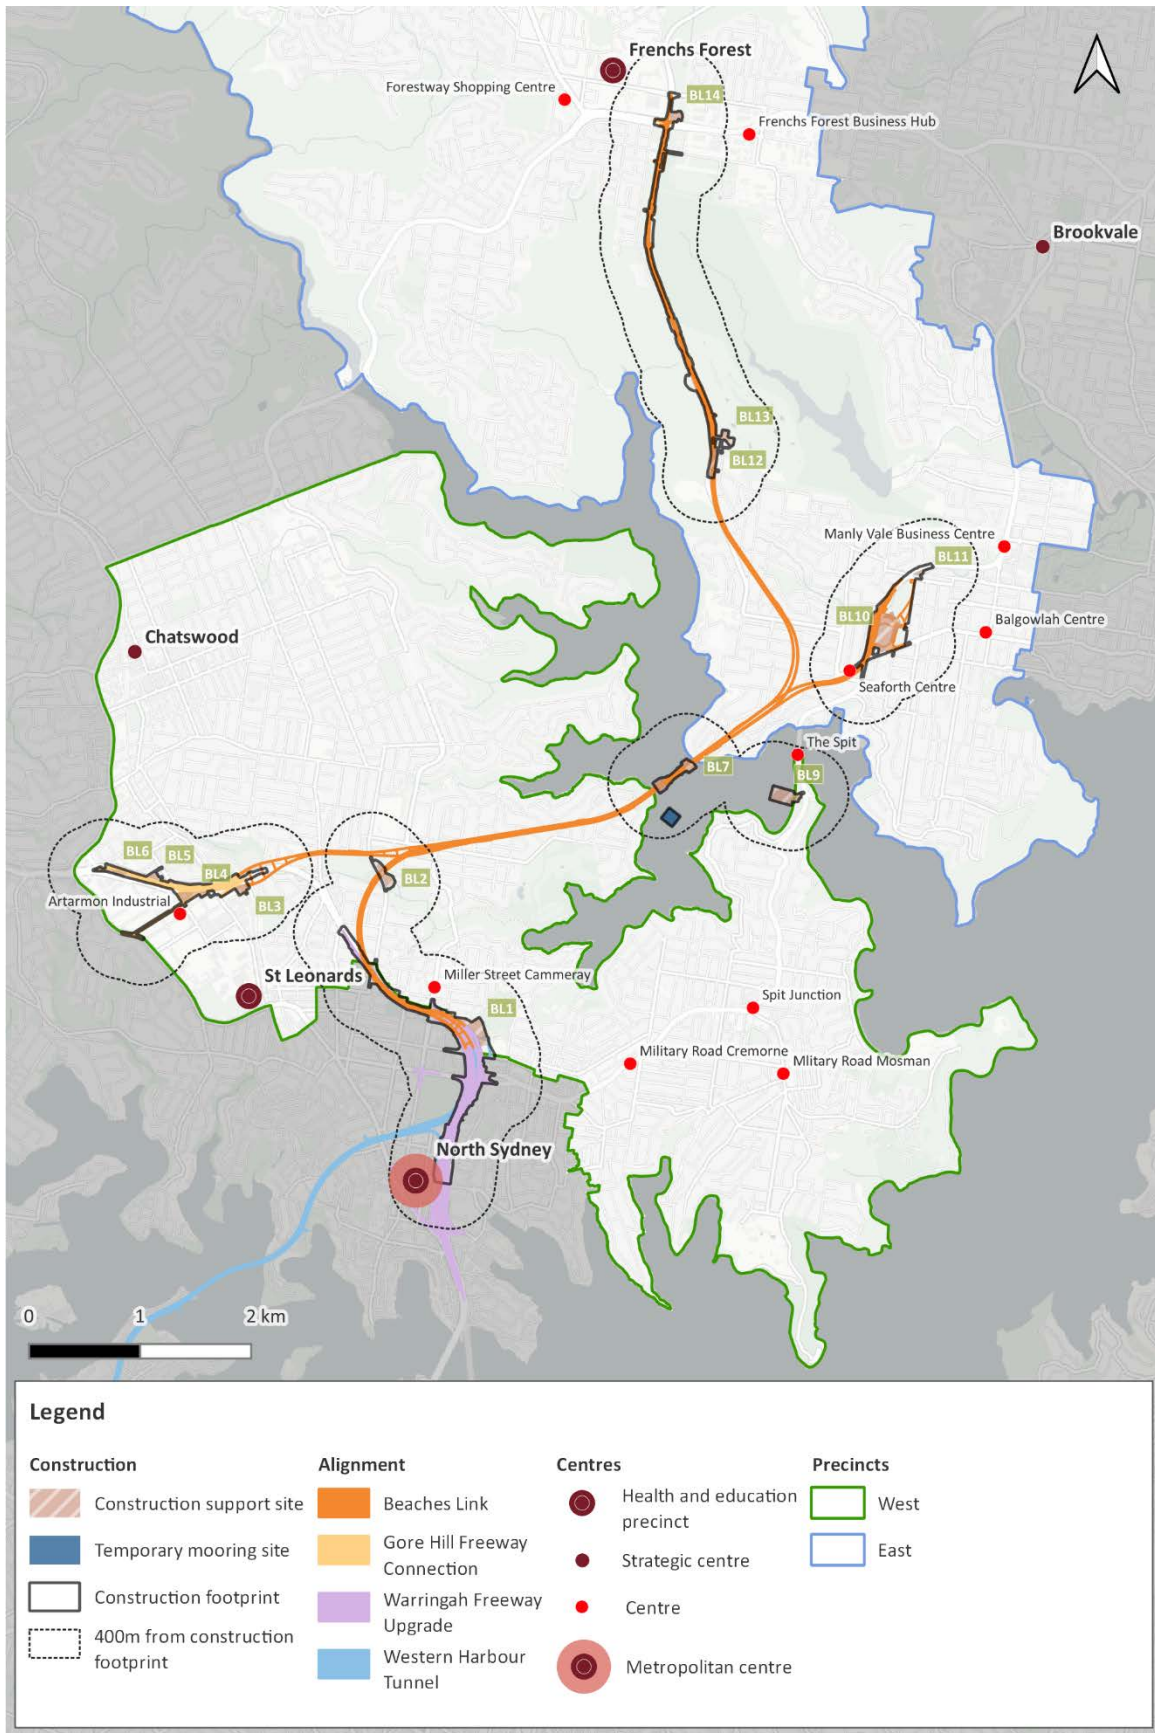 Frenchs Forest
Forestway Shopping Centre
BL14
Frenchs Forest Business Hub
Brookvale
BL13
BL12
Manly Vale Business Centre
BL11
BL10
Balgowlah Centre
Chatswood
Seaforth Centre
The Spit
BL7
BL9
BL6
BL5
BL4
BL2
Artarmon Industrial
BL3
St Leonards
Miller Street Cammeray
Spit Junction
BL1
Military Road Cremorne
MIitary Road Mosman
North Sydney
0
1
2 km
Legend
Construction
Construction support site
Temporary mooring site
Construction footprint
400m from construction
footprint
Alignment
Beaches Link
Gore Hill Freeway
Connection
Warringah Freeway
Upgrade
Western Harbour
Tunnel
Centres
Health and education
precinct
Strategic centre
Centre
Metropolitan centre
Precincts
West
East